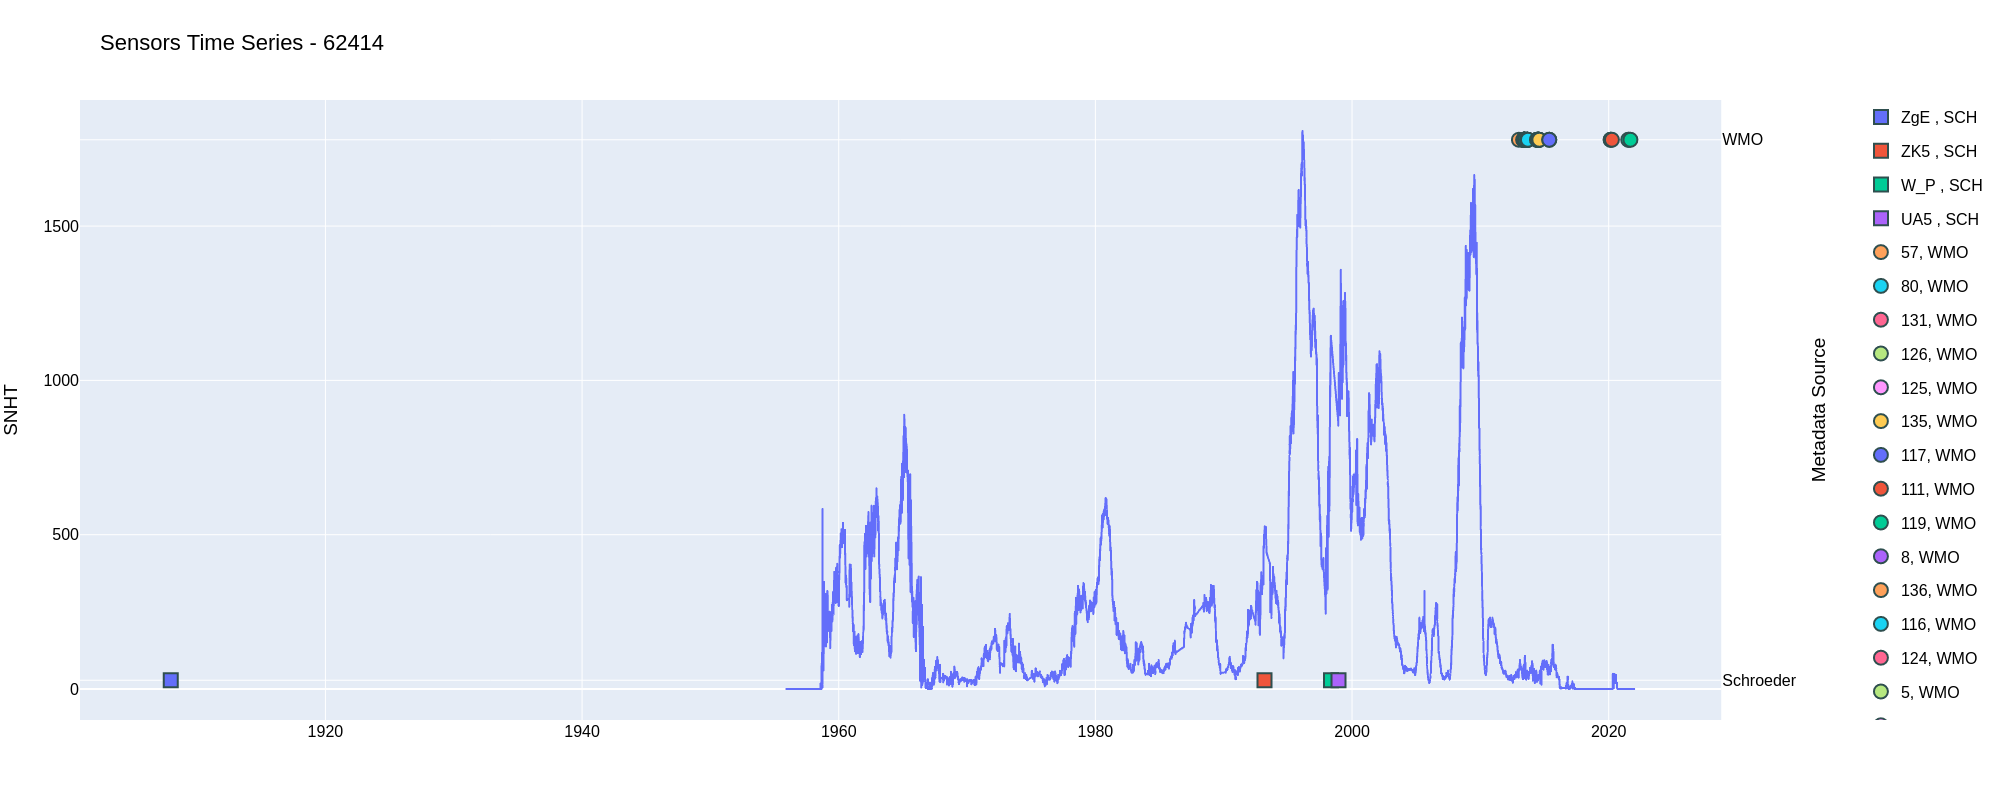 Sensors Time Series - 62414
SNHT
1500
1000
500
0
1920
1940
1960
1980
2000
2020
WMO
Schroeder
Metadata Source
ZgE , SCH
ZK5 , SCH
W_P , SCH
UA5 , SCH
57, WMO
80, WMO
131, WMO
126, WMO
125, WMO
135, WMO
117, WMO
111, WMO
119, WMO
8, WMO
136, WMO
116, WMO
124, WMO
5, WMO